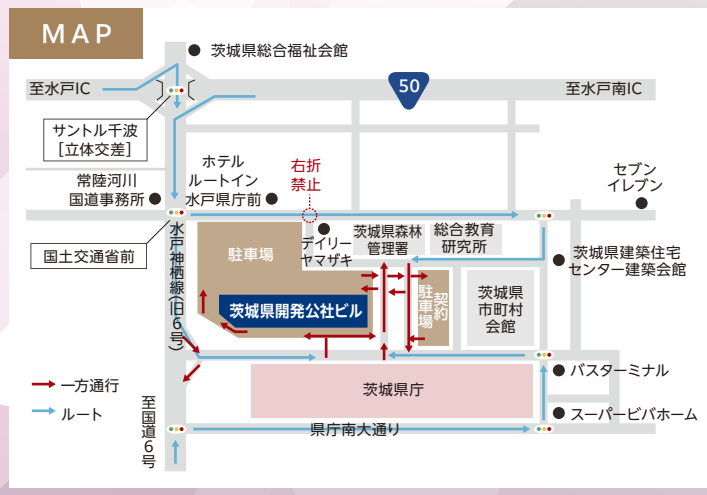 MAP
茨城県総合福祉会館
至水戸IC
50
至水戸南IC
サントル千波
[立体交差]
ホテル
ルートイン
水戸県庁前
右折
禁止
セブン
イレブン
常陸河川
国道事務所
国土交通省前
水戸神栖線(旧6号)
駐車場
デイリー
ヤマザキ
茨城県森林
管理署
総合教育
研究所
茨城県建築住宅
センター建築会館
茨城県開発公社ビル
契約
駐車場
茨城県
市町村
会館
一方通行
ルート
至国道6号
茨城県庁
バスターミナル
スーパービバホーム
県庁南大通り